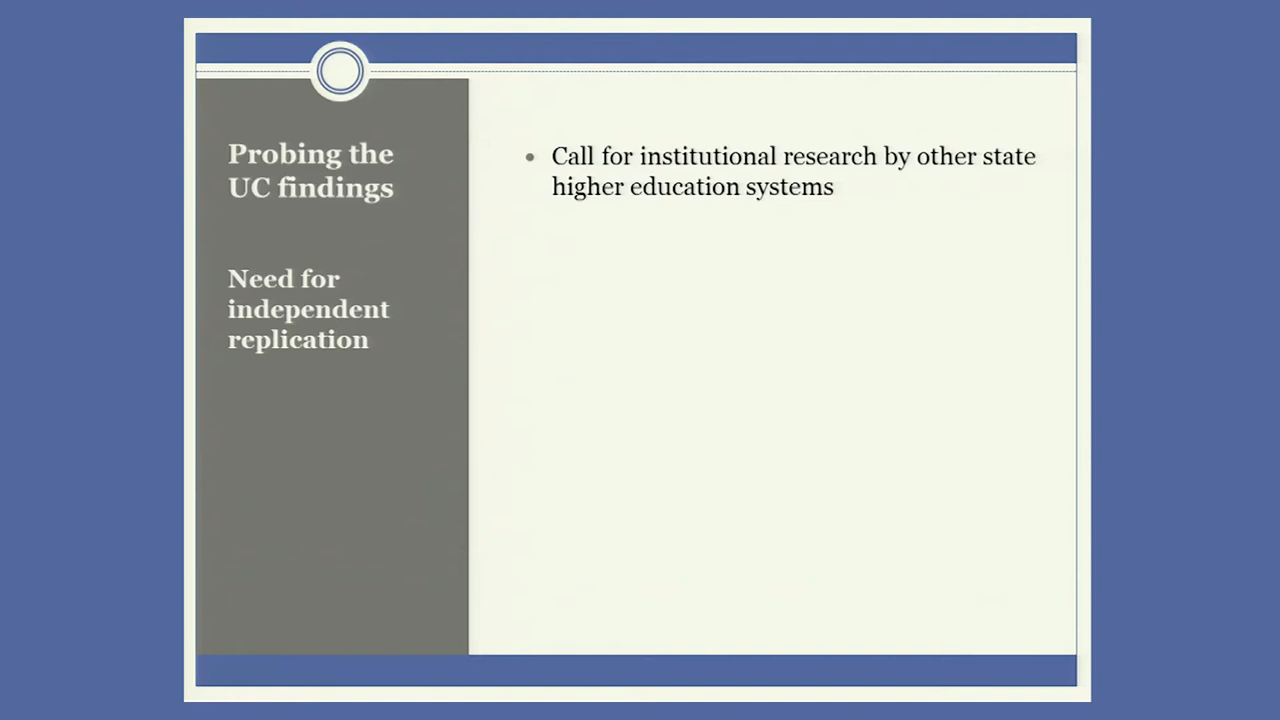 Probing the
UC findings
Need for
independent
replication
• Call for institutional research by other state
higher education systems